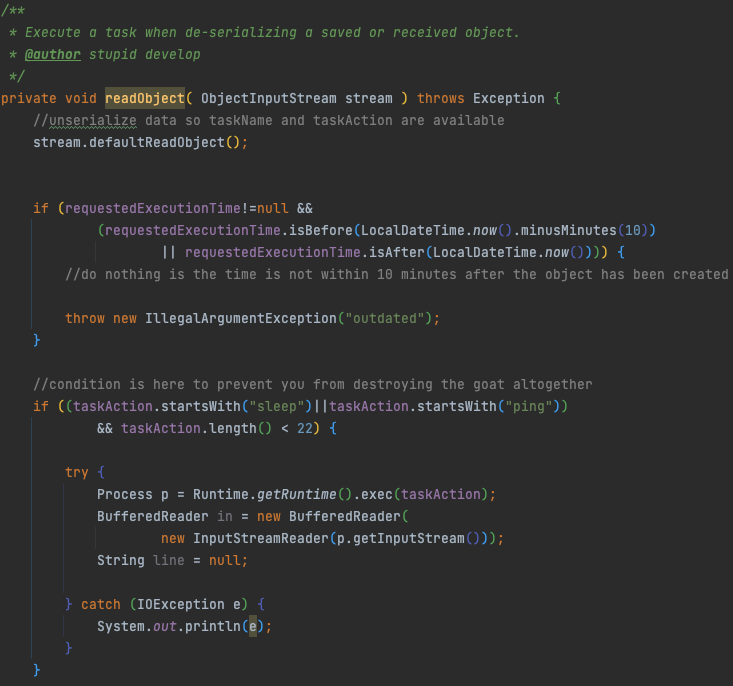 /**
 * Execute a task when de-serializing a saved or received object.
 * @author stupid develop
 */
private void readObject( ObjectInputStream stream ) throws Exception {
    //unserialize data so taskName and taskAction are available
    stream.defaultReadObject();
    if (requestedExecutionTime!=null &&
            (requestedExecutionTime.isBefore(LocalDateTime.now().minusMinutes(10))
                    || requestedExecutionTime.isAfter(LocalDateTime.now()))) {
        //do nothing is the time is not within 10 minutes after the object has been created
        throw new IllegalArgumentException("outdated");
    }
    //condition is here to prevent you from destroying the goat altogether
    if ((taskAction.startsWith("sleep")||taskAction.startsWith("ping"))
            && taskAction.length() < 22) {
        try {
            Process p = Runtime.getRuntime().exec(taskAction);
            BufferedReader in = new BufferedReader(
                    new InputStreamReader(p.getInputStream()));
            String line = null;
        } catch (IOException e) {
            System.out.println(e);
        }
    }